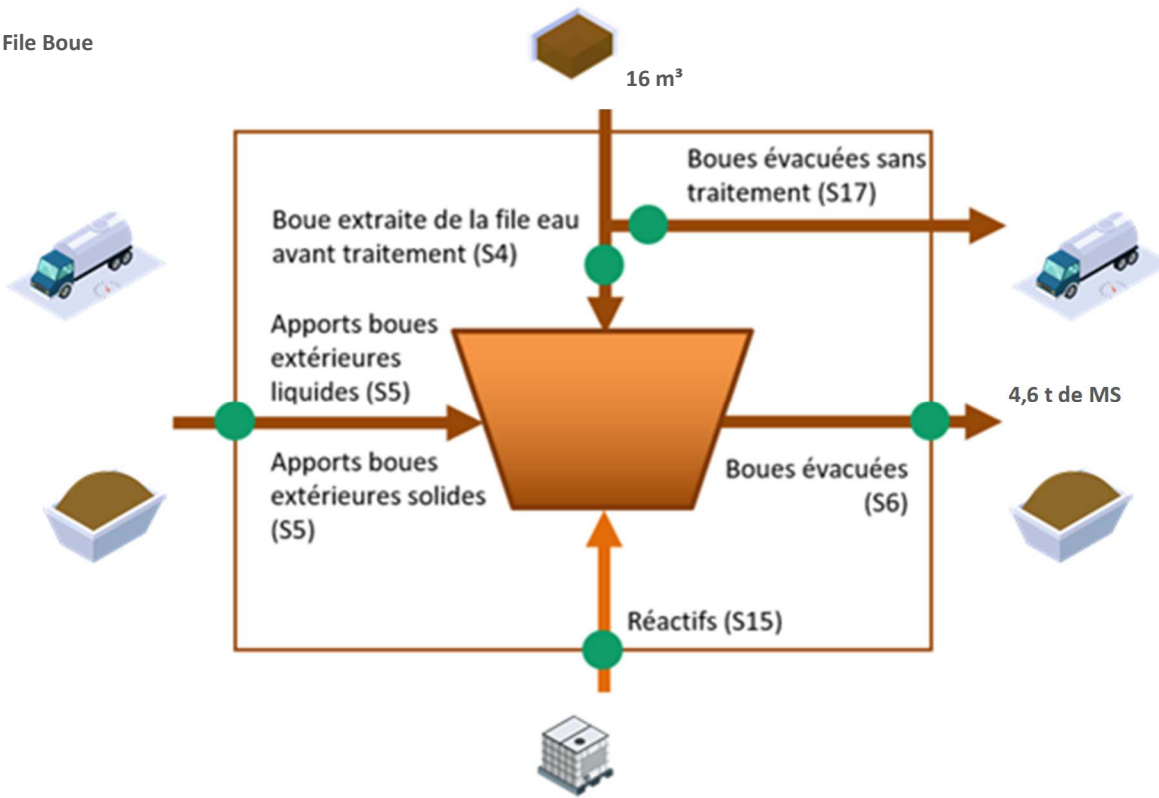 File Boue
16 m³
Boues évacuées sans
traitement (S17)
Boue extraite de la file eau
avant traitement (S4)
Apports boues
extérieures
liquides (S5)
4,6 t de MS
Apports boues
extérieures solides
(S5)
Boues évacuées
(S6)
Réactifs (S15)